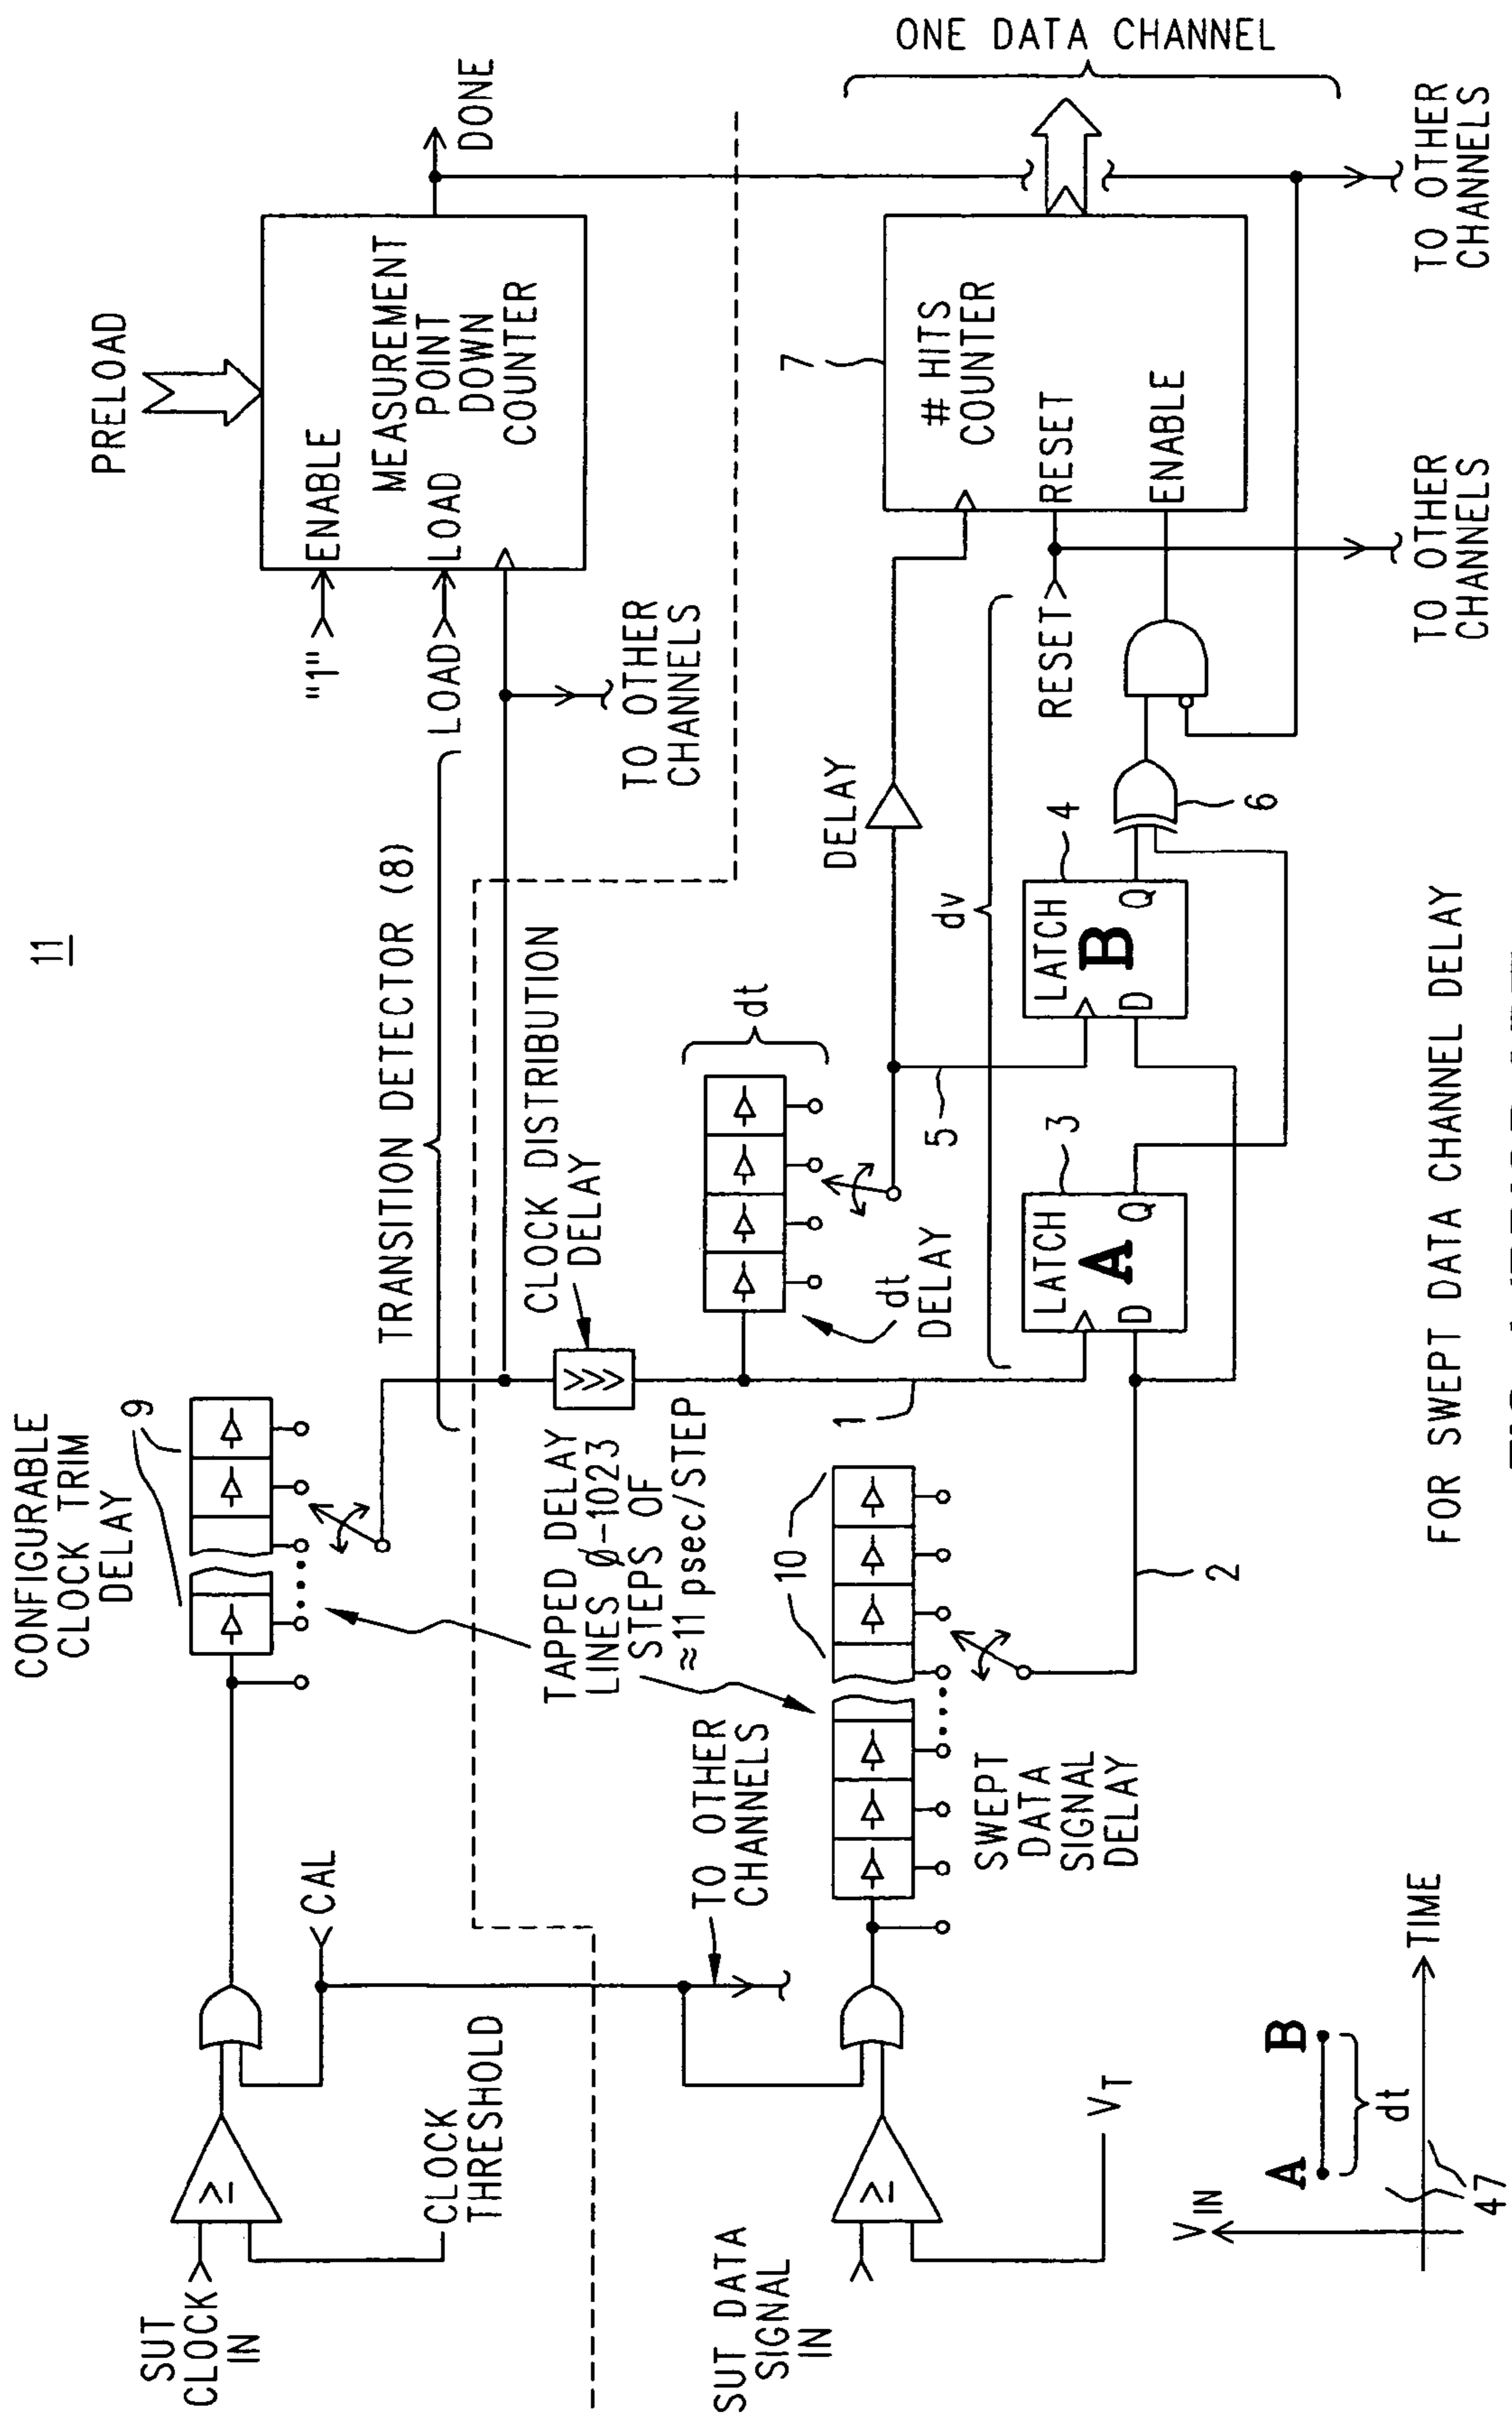 11
CONFIGURABLE
CLOCK TRIM
DELAY
9
SUT
CLOCK
IN
CLOCK
THRESHOLD
CAL
TRANSITION DETECTOR (8)
PRELOAD
"1"
ENABLE
LOAD
LOAD
MEASUREMENT
POINT
DOWN
COUNTER
DONE
TO OTHER
CHANNELS
CLOCK DISTRIBUTION
DELAY
TAPPED DELAY
LINES 0-1023
STEPS OF
≈11 psec/STEP
TO OTHER
CHANNELS
dt
dt
DELAY
DELAY
SUT DATA
SIGNAL
IN
VT
10
SWEPT
DATA
SIGNAL
DELAY
1
2
5
dv
LATCH
A
D
Q
3
LATCH
B
D
Q
4
6
7
# HITS
COUNTER
RESET
RESET
ENABLE
ONE DATA CHANNEL
TO OTHER
CHANNELS
TO OTHER
CHANNELS
VIN
A
B
dt
TIME
47
FOR SWEPT DATA CHANNEL DELAY